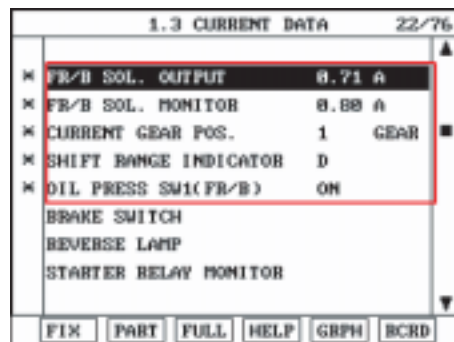 1.3 CURRENT DATA 22/76
* FR/B SOL. OUTPUT 0.71 A
* FR/B SOL. MONITOR 0.80 A
* CURRENT GEAR POS. 1 GEAR
* SHIFT RANGE INDICATOR D
* OIL PRESS SW1(FR/B) ON
BRAKE SWITCH
REVERSE LAMP
STARTER RELAY MONITOR
FIX PART FULL HELP GRPH RCRD